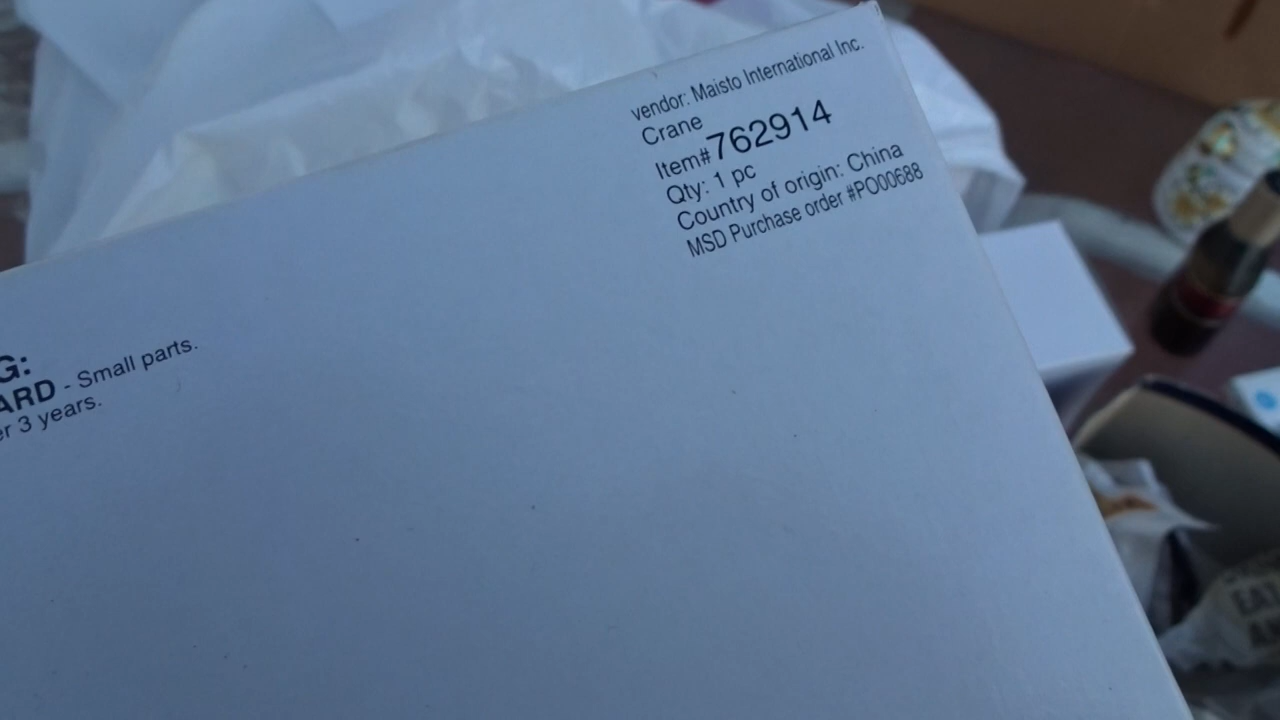 vendor: Maisto International Inc.
Crane
Item#762914
Qty: 1 pc
Country of origin: China
MSD Purchase order #PO00688
G:
ARD - Small parts.
er 3 years.